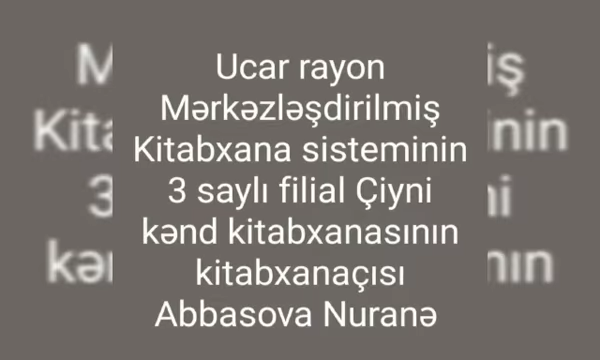 Ucar rayon
Mərkəzləşdirilmiş
Kitabxana sisteminin
3 saylı filial Çiyni
kənd kitabxanasının
kitabxanaçısı
Abbasova Nuranə